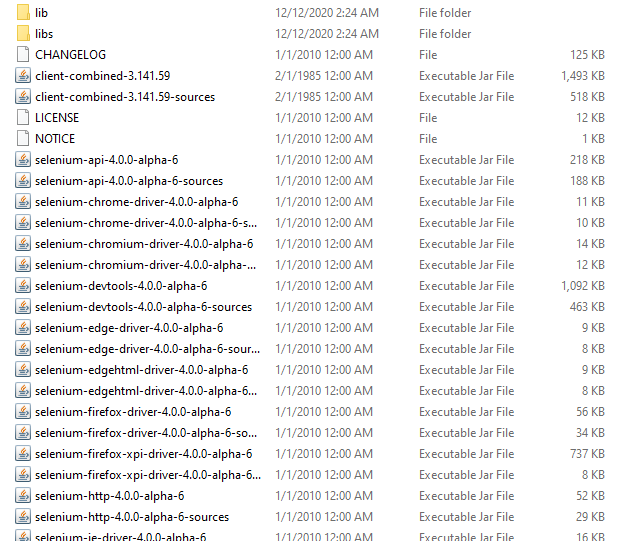 lib 12/12/2020 2:24 AM File folder
libs 12/12/2020 2:24 AM File folder
CHANGELOG 1/1/2010 12:00 AM File 125 KB
client-combined-3.141.59 2/1/1985 12:00 AM Executable Jar File 1,493 KB
client-combined-3.141.59-sources 2/1/1985 12:00 AM Executable Jar File 518 KB
LICENSE 1/1/2010 12:00 AM File 12 KB
NOTICE 1/1/2010 12:00 AM File 1 KB
selenium-api-4.0.0-alpha-6 1/1/2010 12:00 AM Executable Jar File 218 KB
selenium-api-4.0.0-alpha-6-sources 1/1/2010 12:00 AM Executable Jar File 188 KB
selenium-chrome-driver-4.0.0-alpha-6 1/1/2010 12:00 AM Executable Jar File 11 KB
selenium-chrome-driver-4.0.0-alpha-6-s... 1/1/2010 12:00 AM Executable Jar File 10 KB
selenium-chromium-driver-4.0.0-alpha-6 1/1/2010 12:00 AM Executable Jar File 14 KB
selenium-chromium-driver-4.0.0-alpha-... 1/1/2010 12:00 AM Executable Jar File 12 KB
selenium-devtools-4.0.0-alpha-6 1/1/2010 12:00 AM Executable Jar File 1,092 KB
selenium-devtools-4.0.0-alpha-6-sources 1/1/2010 12:00 AM Executable Jar File 463 KB
selenium-edge-driver-4.0.0-alpha-6 1/1/2010 12:00 AM Executable Jar File 9 KB
selenium-edge-driver-4.0.0-alpha-6-sour... 1/1/2010 12:00 AM Executable Jar File 8 KB
selenium-edgehtml-driver-4.0.0-alpha-6 1/1/2010 12:00 AM Executable Jar File 9 KB
selenium-edgehtml-driver-4.0.0-alpha-6... 1/1/2010 12:00 AM Executable Jar File 8 KB
selenium-firefox-driver-4.0.0-alpha-6 1/1/2010 12:00 AM Executable Jar File 56 KB
selenium-firefox-driver-4.0.0-alpha-6-so... 1/1/2010 12:00 AM Executable Jar File 34 KB
selenium-firefox-xpi-driver-4.0.0-alpha-6 1/1/2010 12:00 AM Executable Jar File 737 KB
selenium-firefox-xpi-driver-4.0.0-alpha-6... 1/1/2010 12:00 AM Executable Jar File 8 KB
selenium-http-4.0.0-alpha-6 1/1/2010 12:00 AM Executable Jar File 52 KB
selenium-http-4.0.0-alpha-6-sources 1/1/2010 12:00 AM Executable Jar File 29 KB
selenium-ie-driver-4.0.0-alpha-6 1/1/2010 12:00 AM Executable Jar File 16 KB